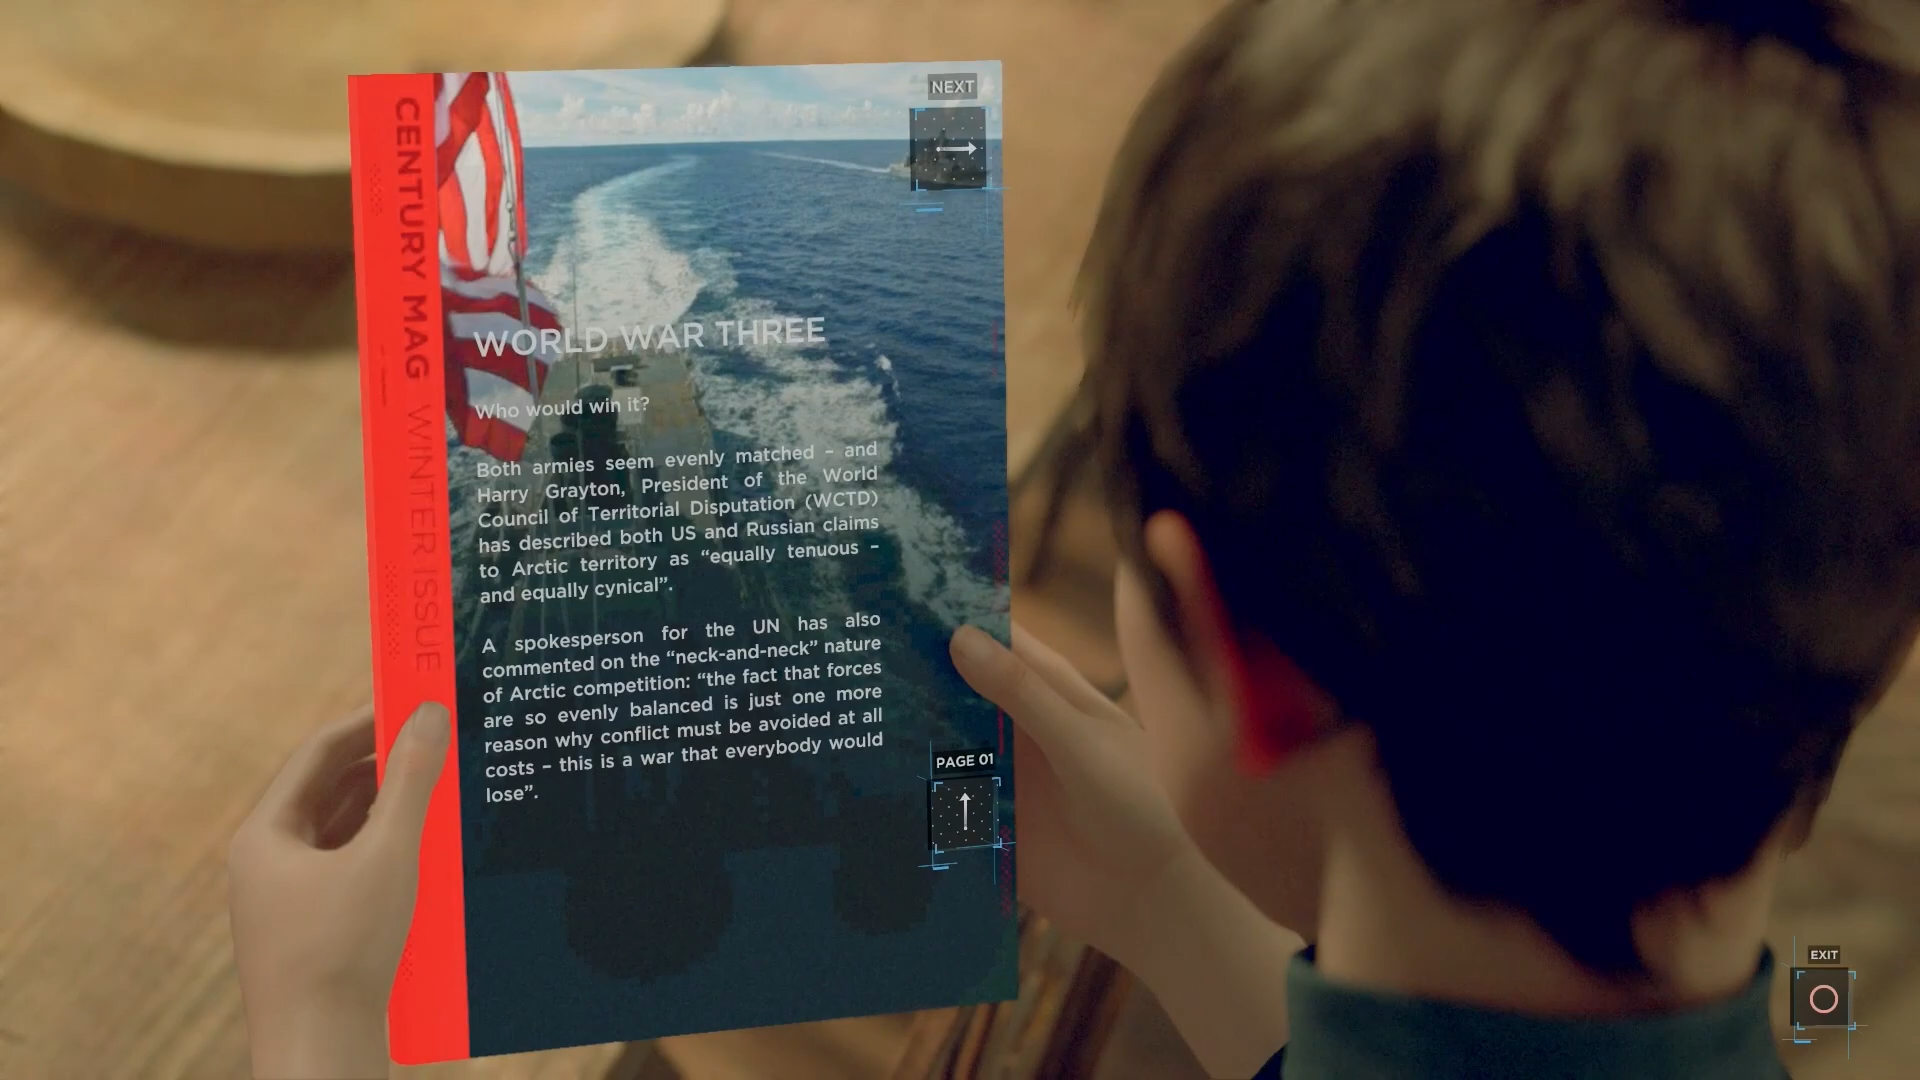 CENTURY MAG WINTER ISSUE
NEXT
WORLD WAR THREE
Who would win it?
Both armies seem evenly matched – and
Harry Grayton, President of the World
Council of Territorial Disputation (WCTD)
has described both US and Russian claims
to Arctic territory as “equally tenuous –
and equally cynical”.
A spokesperson for the UN has also
commented on the “neck-and-neck” nature
of Arctic competition: “the fact that forces
are so evenly balanced is just one more
reason why conflict must be avoided at all
costs – this is a war that everybody would
lose”.
PAGE 01
EXIT